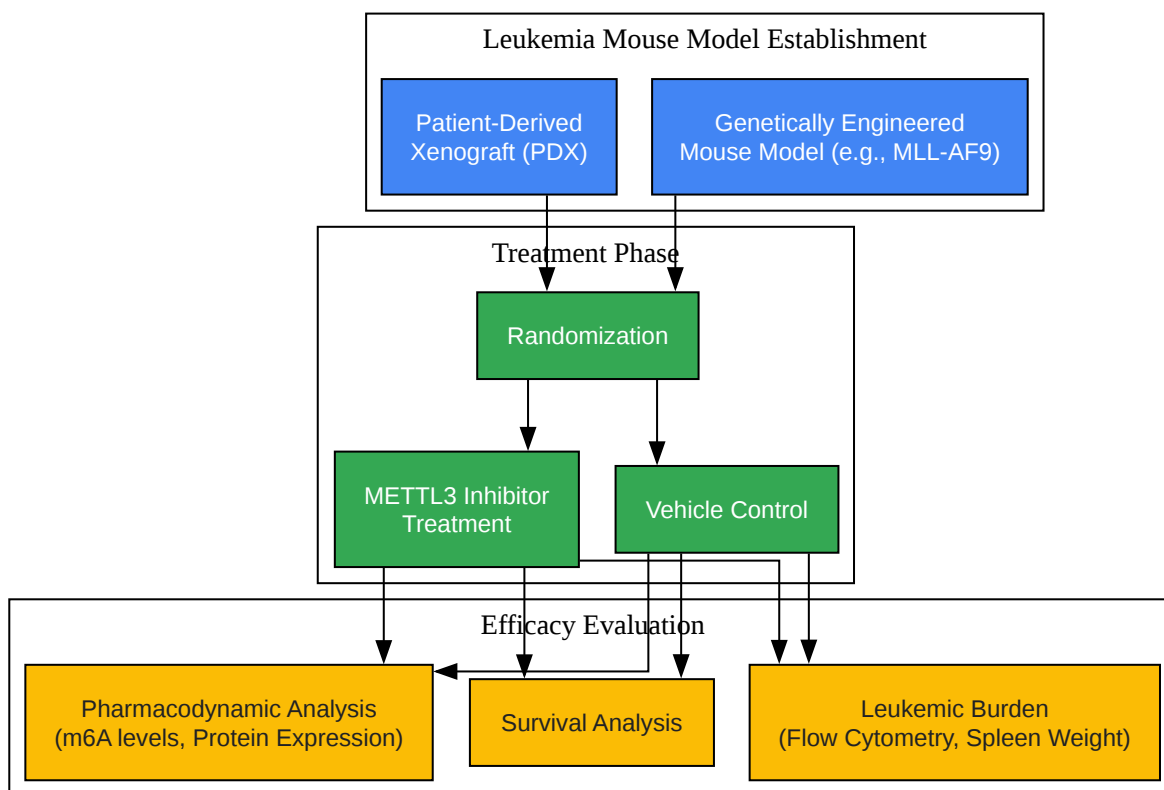 Leukemia Mouse Model Establishment
Patient-Derived
Xenograft (PDX)
Genetically Engineered
Mouse Model (e.g., MLL-AF9)
Treatment Phase
Randomization
METTL3 Inhibitor
Treatment
Vehicle Control
Efficacy Evaluation
Pharmacodynamic Analysis
(m6A levels, Protein Expression)
Survival Analysis
Leukemic Burden
(Flow Cytometry, Spleen Weight)